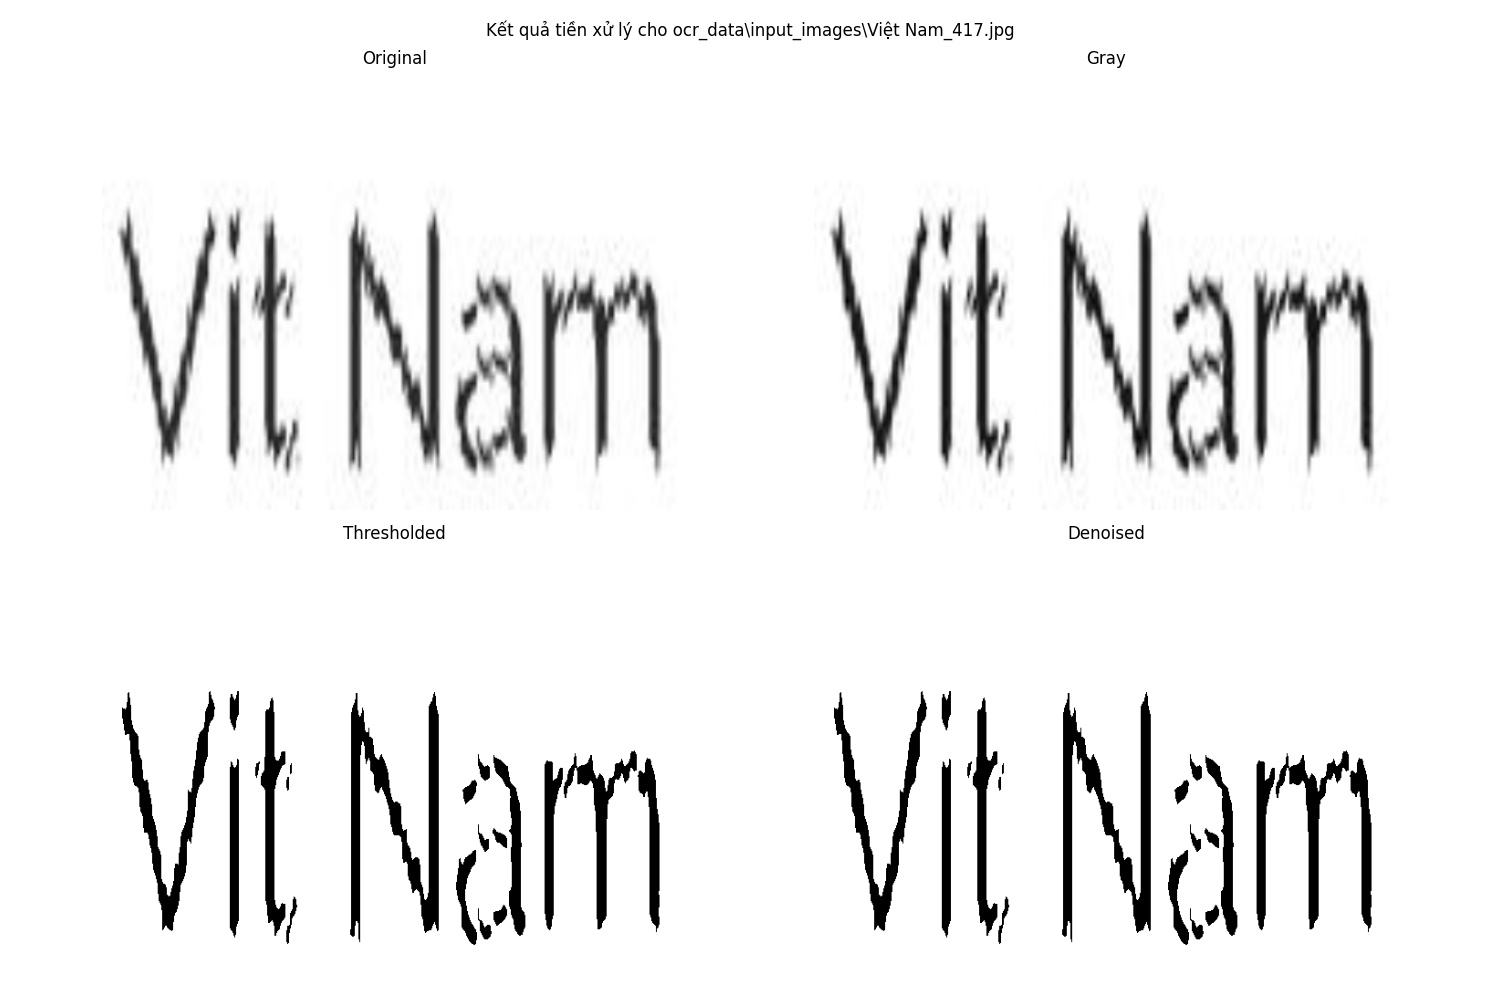 Kết quả tiền xử lý cho ocr_data\input_images\Việt Nam_417.jpg
Original
Gray
Vit Nam
Vit Nam
Thresholded
Denoised
Vit Nam
Vit Nam